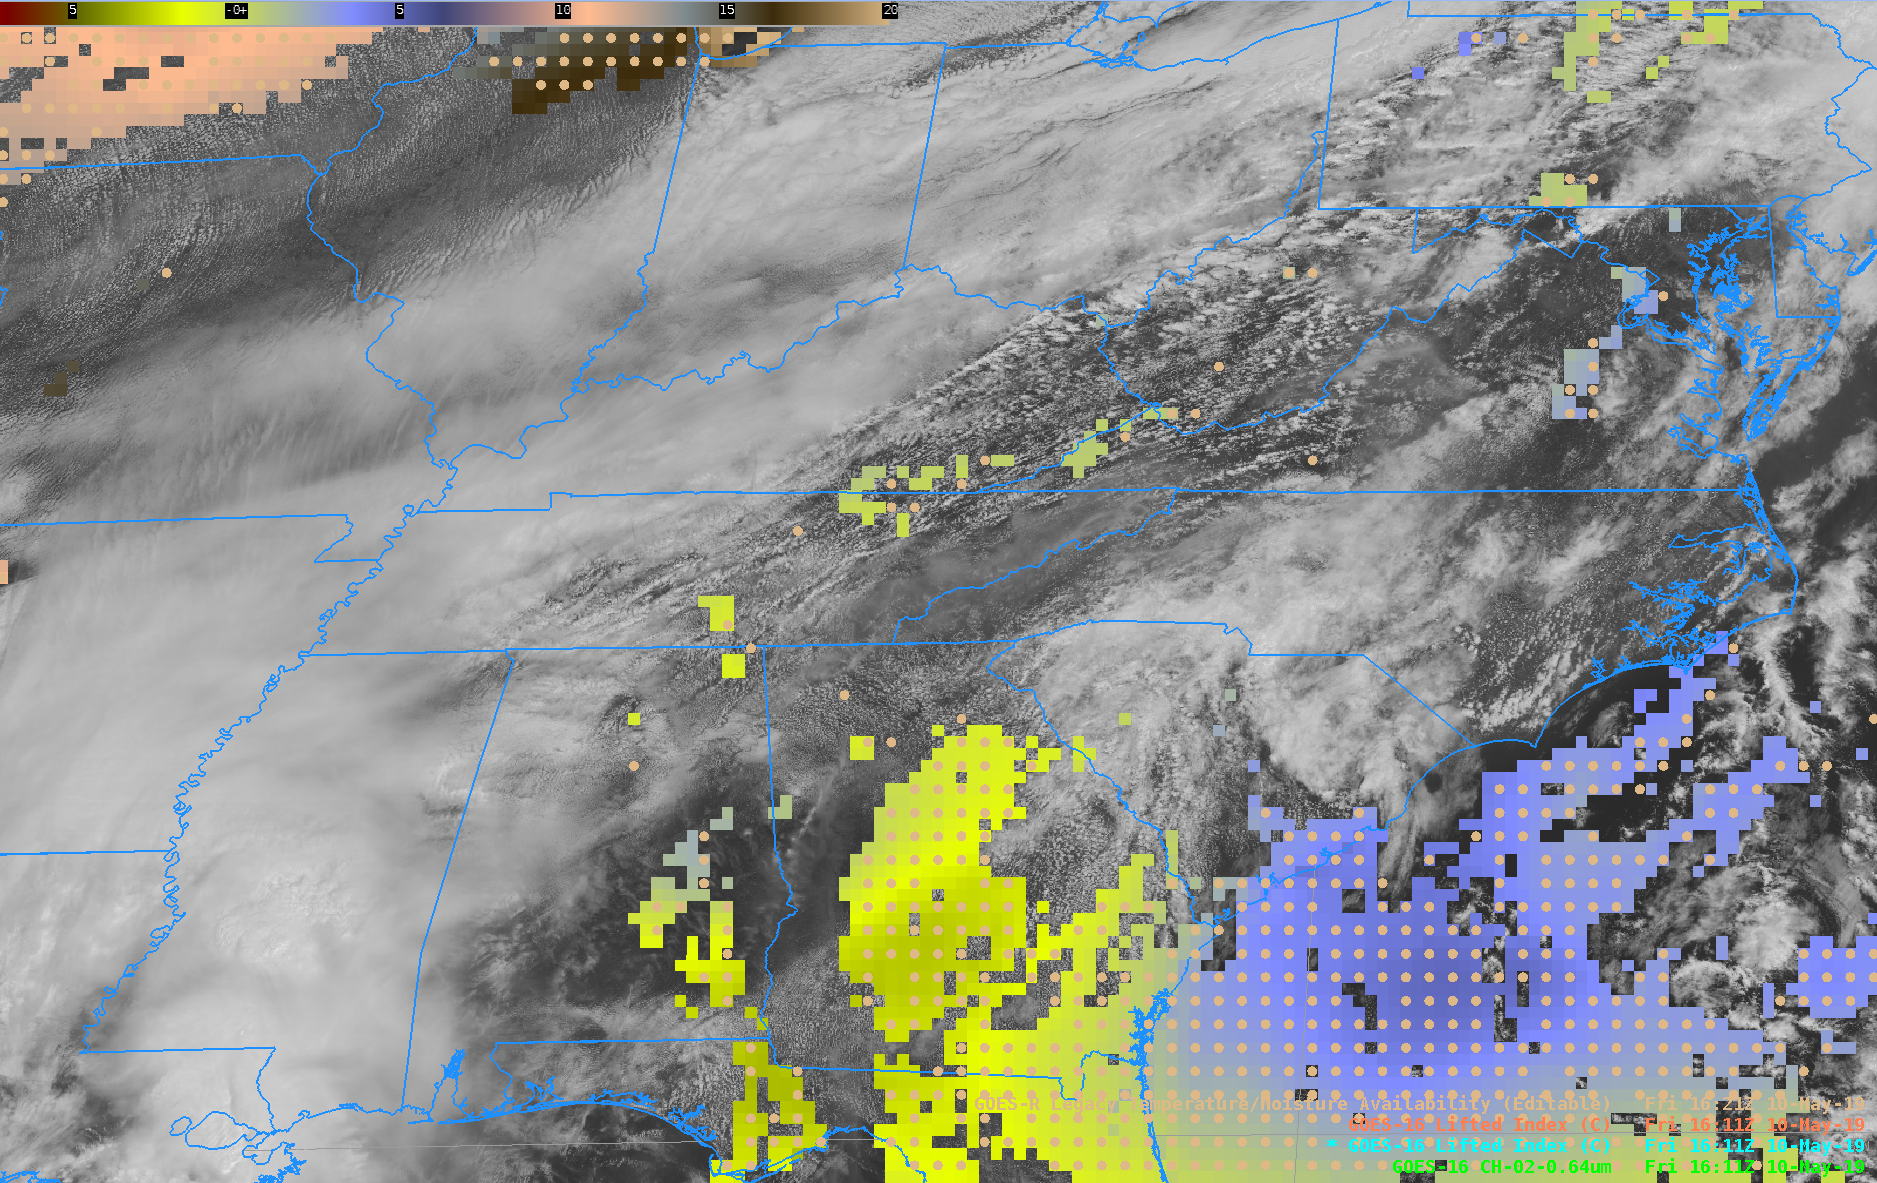 5 -0+ 5 10 15 20
GOES-R Legacy Temperature/Moisture Availability (Editable) Fri 16:21Z 10-May-19
GOES-16 Lifted Index (C) Fri 16:11Z 10-May-19
* GOES-16 Lifted Index (C) Fri 16:11Z 10-May-19
GOES-16 CH-02-0.64um Fri 16:11Z 10-May-19